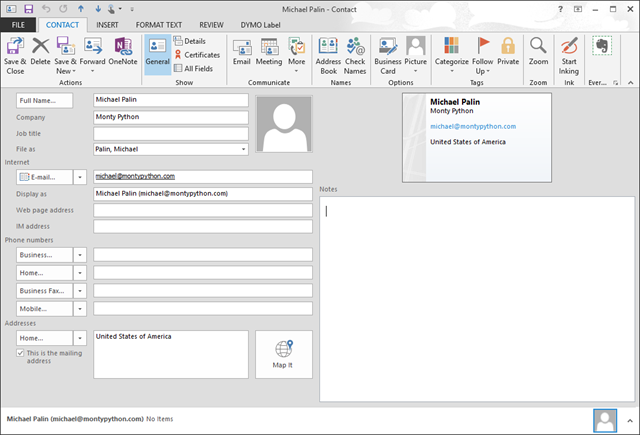 Michael Palin - Contact
FILE CONTACT INSERT FORMAT TEXT REVIEW DYMO Label
Save & Close
Delete
Save & New
Forward
OneNote
Actions
General
Details
Certificates
All Fields
Show
Email
Meeting
More
Communicate
Address Book
Check Names
Names
Business Card
Picture
Options
Categorize
Follow Up
Private
Tags
Zoom
Zoom
Start Inking
Ink
Ever...
Full Name... Michael Palin
Company Monty Python
Job title
File as Palin, Michael
Internet
E-mail... michael@montypython.com
Display as Michael Palin (michael@montypython.com)
Web page address
IM address
Phone numbers
Business...
Home...
Business Fax...
Mobile...
Addresses
Home... United States of America
This is the mailing address
Map It
Michael Palin
Monty Python
michael@montypython.com
United States of America
Notes
Michael Palin (michael@montypython.com) No Items